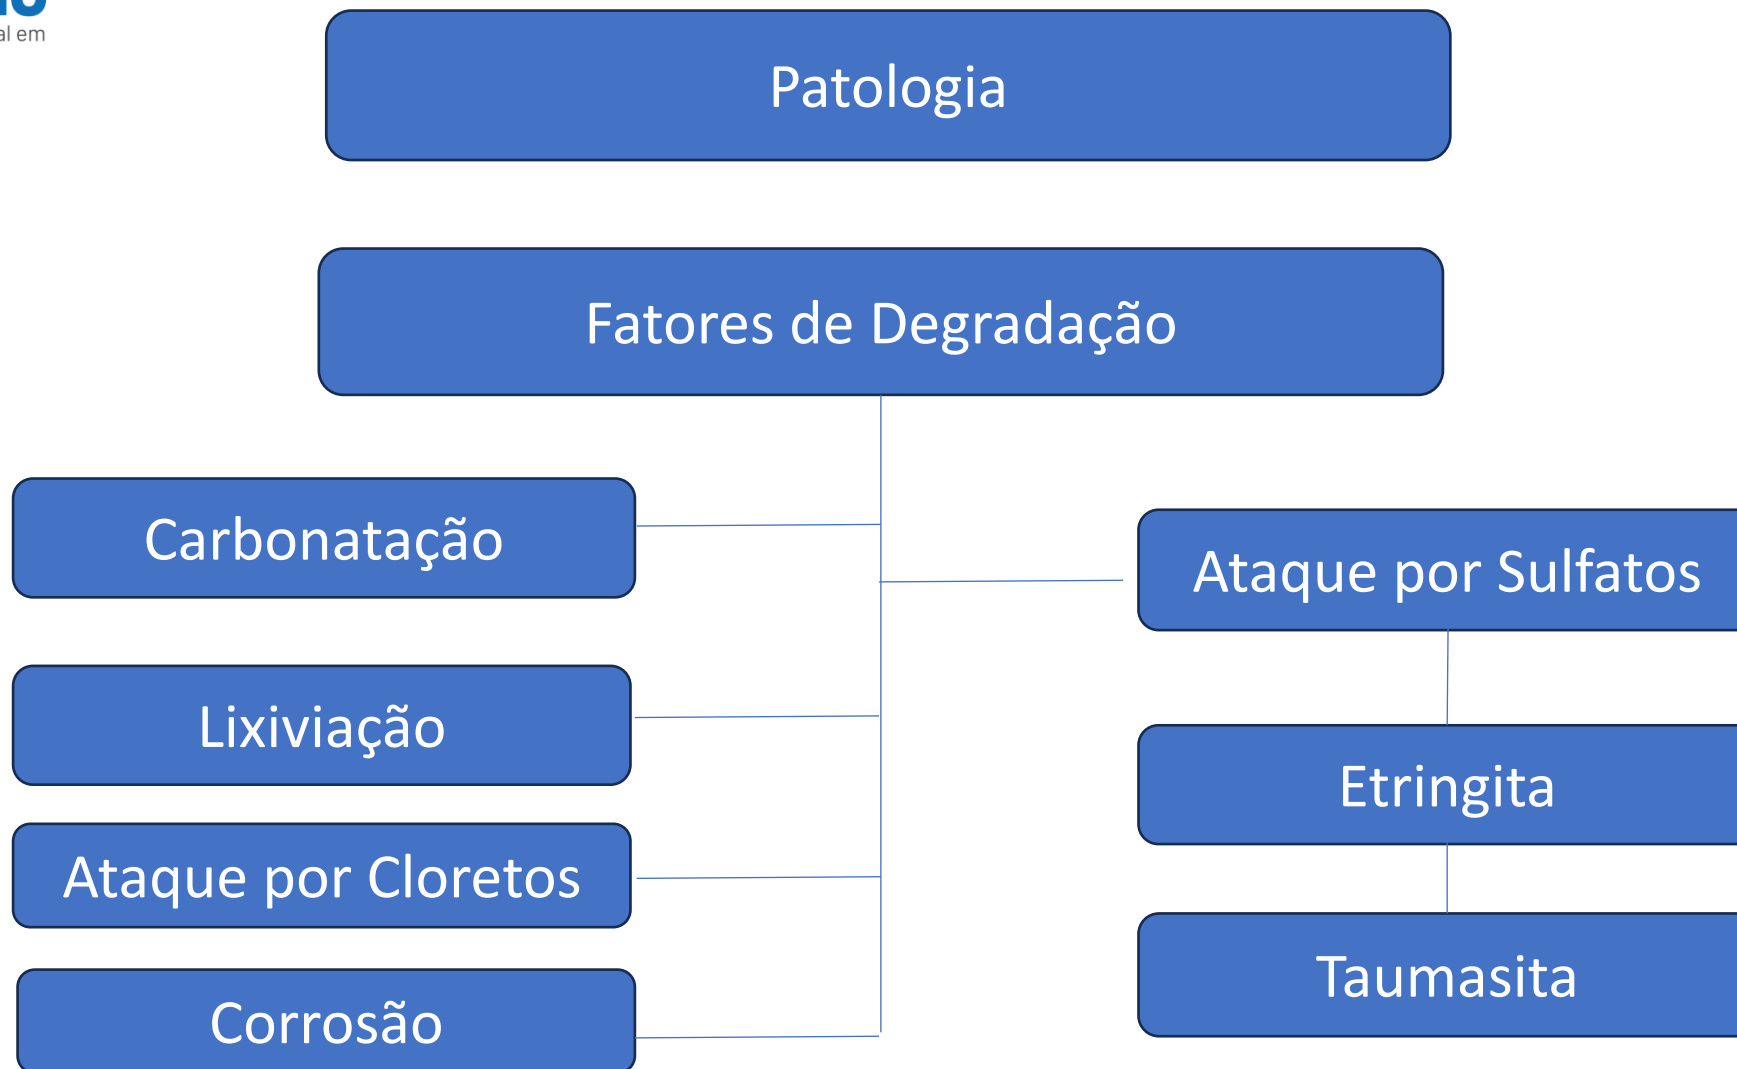 al em
Patologia
Fatores de Degradação
Carbonatação
Lixiviação
Ataque por Cloretos
Corrosão
Ataque por Sulfatos
Etringita
Taumasita